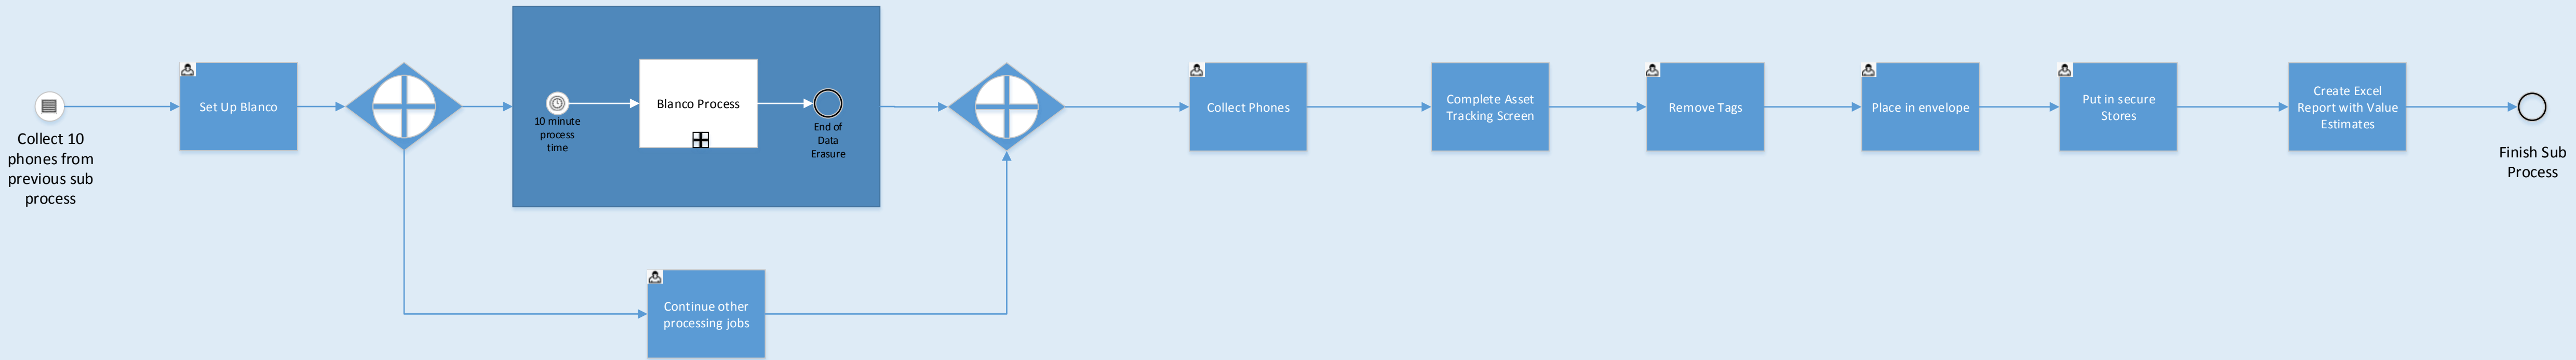 Collect 10
phones from
previous sub
process
Set Up Blanco
10 minute
process
time
Blanco Process
End of
Data
Erasure
Continue other
processing jobs
Collect Phones
Complete Asset
Tracking Screen
Remove Tags
Place in envelope
Put in secure
Stores
Create Excel
Report with Value
Estimates
Finish Sub
Process